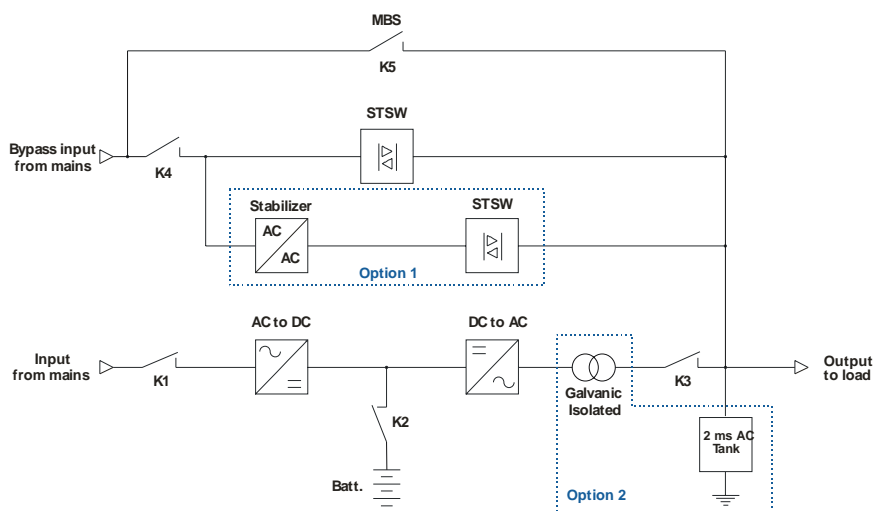 MBS
K5
STSW
Bypass input
from mains
K4
Stabilizer
STSW
AC
AC
Option 1
AC to DC
DC to AC
Input
from mains
K1
Output
to load
K3
Galvanic
Isolated
K2
2 ms AC
Tank
Batt.
Option 2